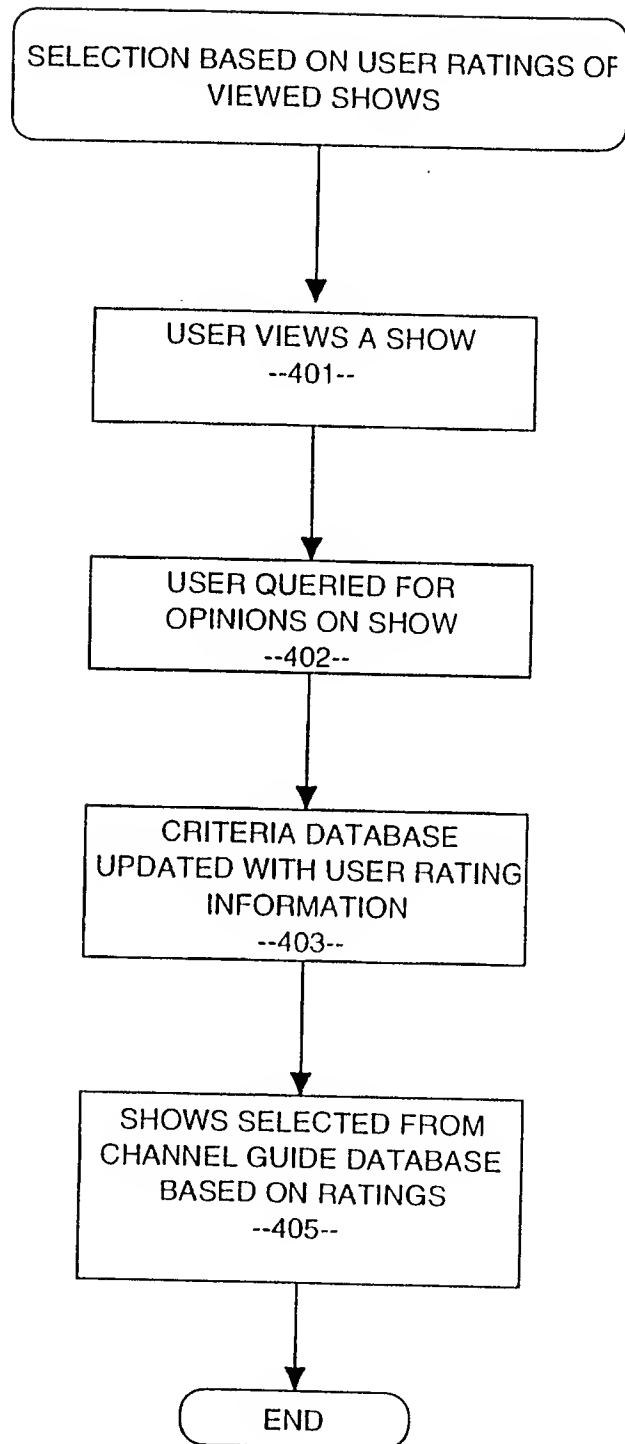 SELECTION BASED ON USER RATINGS OF
VIEWED SHOWS
USER VIEWS A SHOW
--401--
USER QUERIED FOR
OPINIONS ON SHOW
--402--
CRITERIA DATABASE
UPDATED WITH USER RATING
INFORMATION
--403--
SHOWS SELECTED FROM
CHANNEL GUIDE DATABASE
BASED ON RATINGS
--405--
END